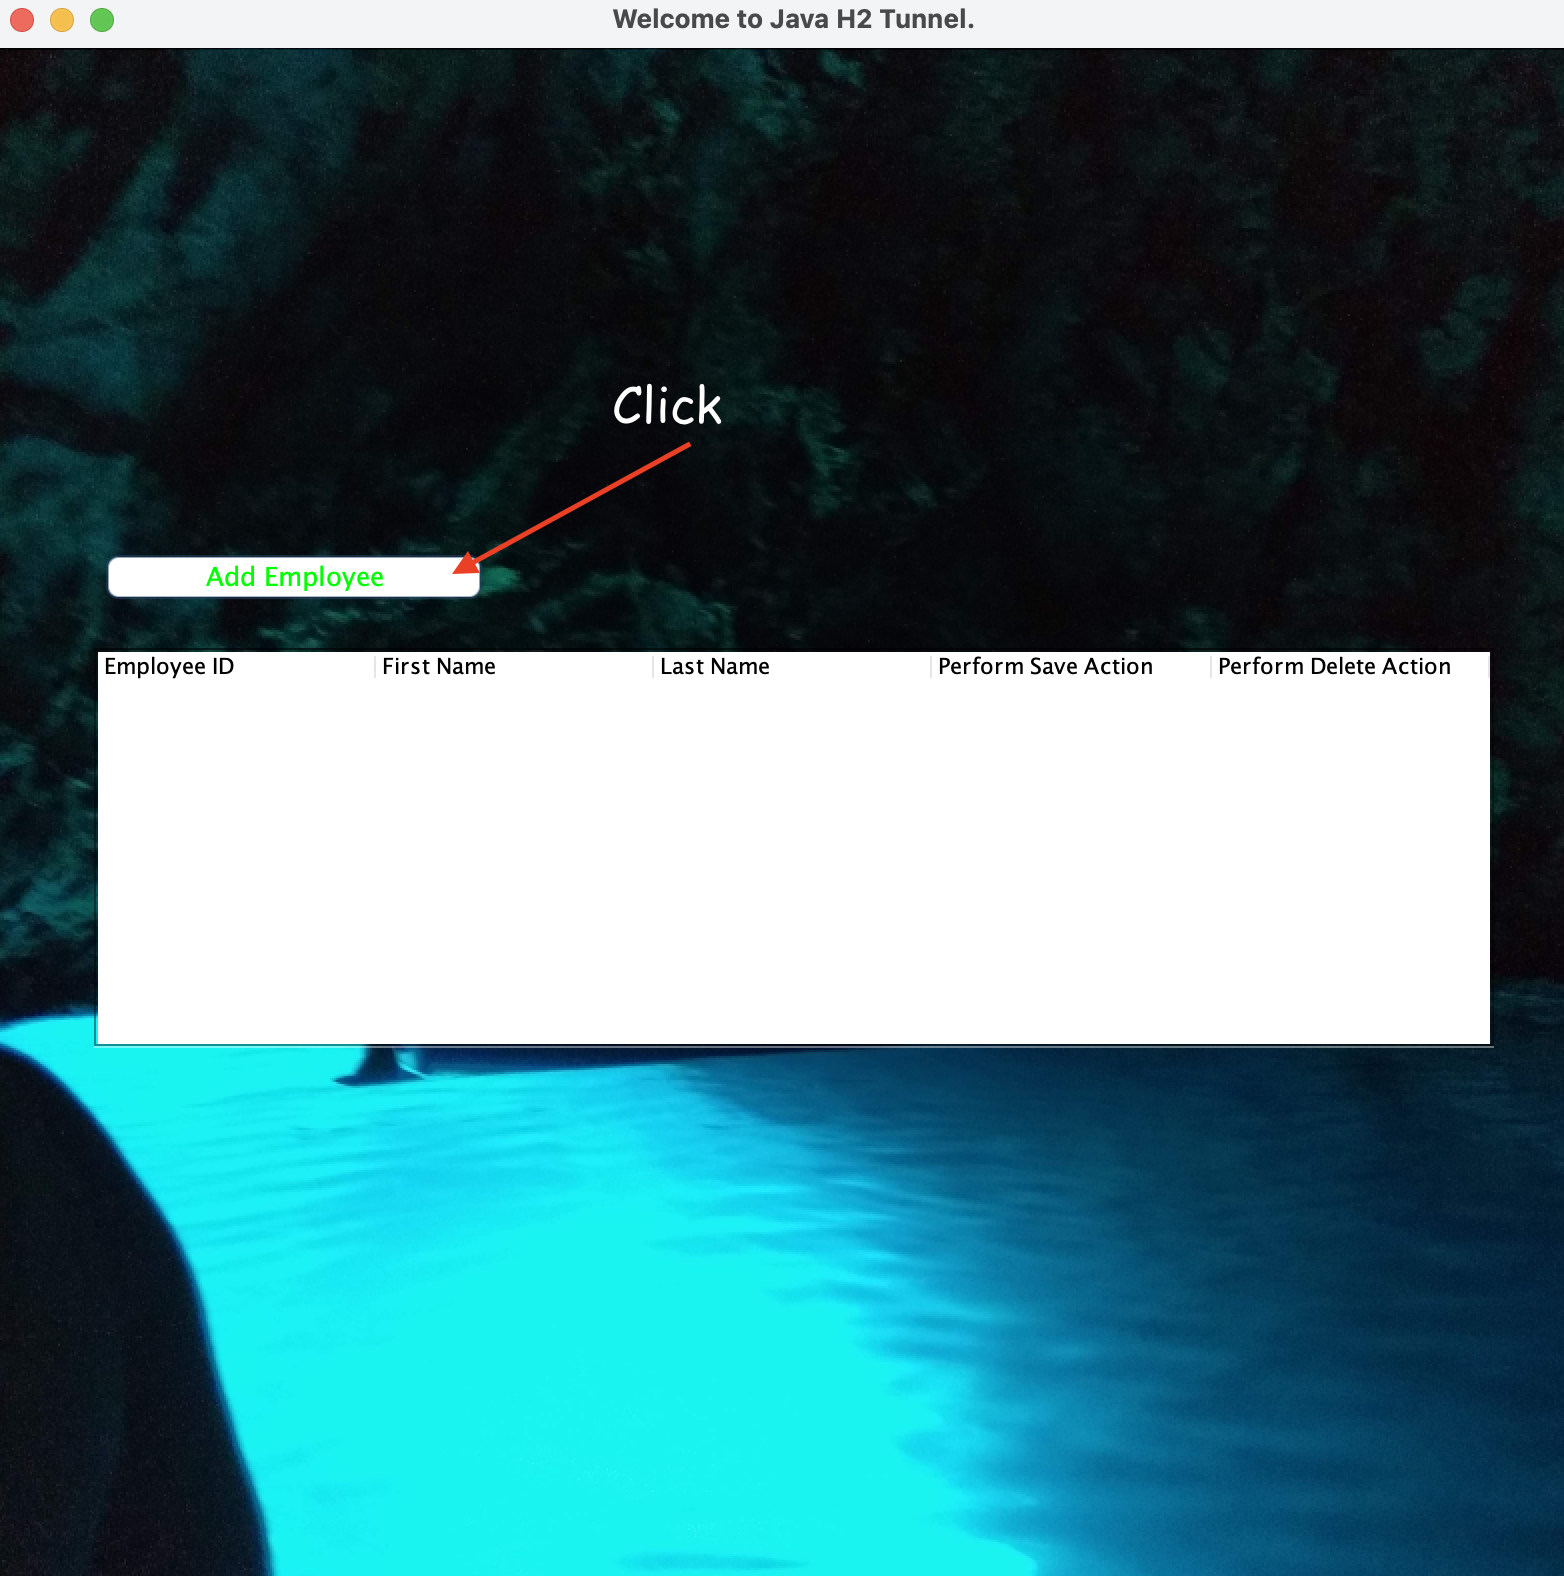 Welcome to Java H2 Tunnel.
Click
Add Employee
Employee ID First Name Last Name Perform Save Action Perform Delete Action